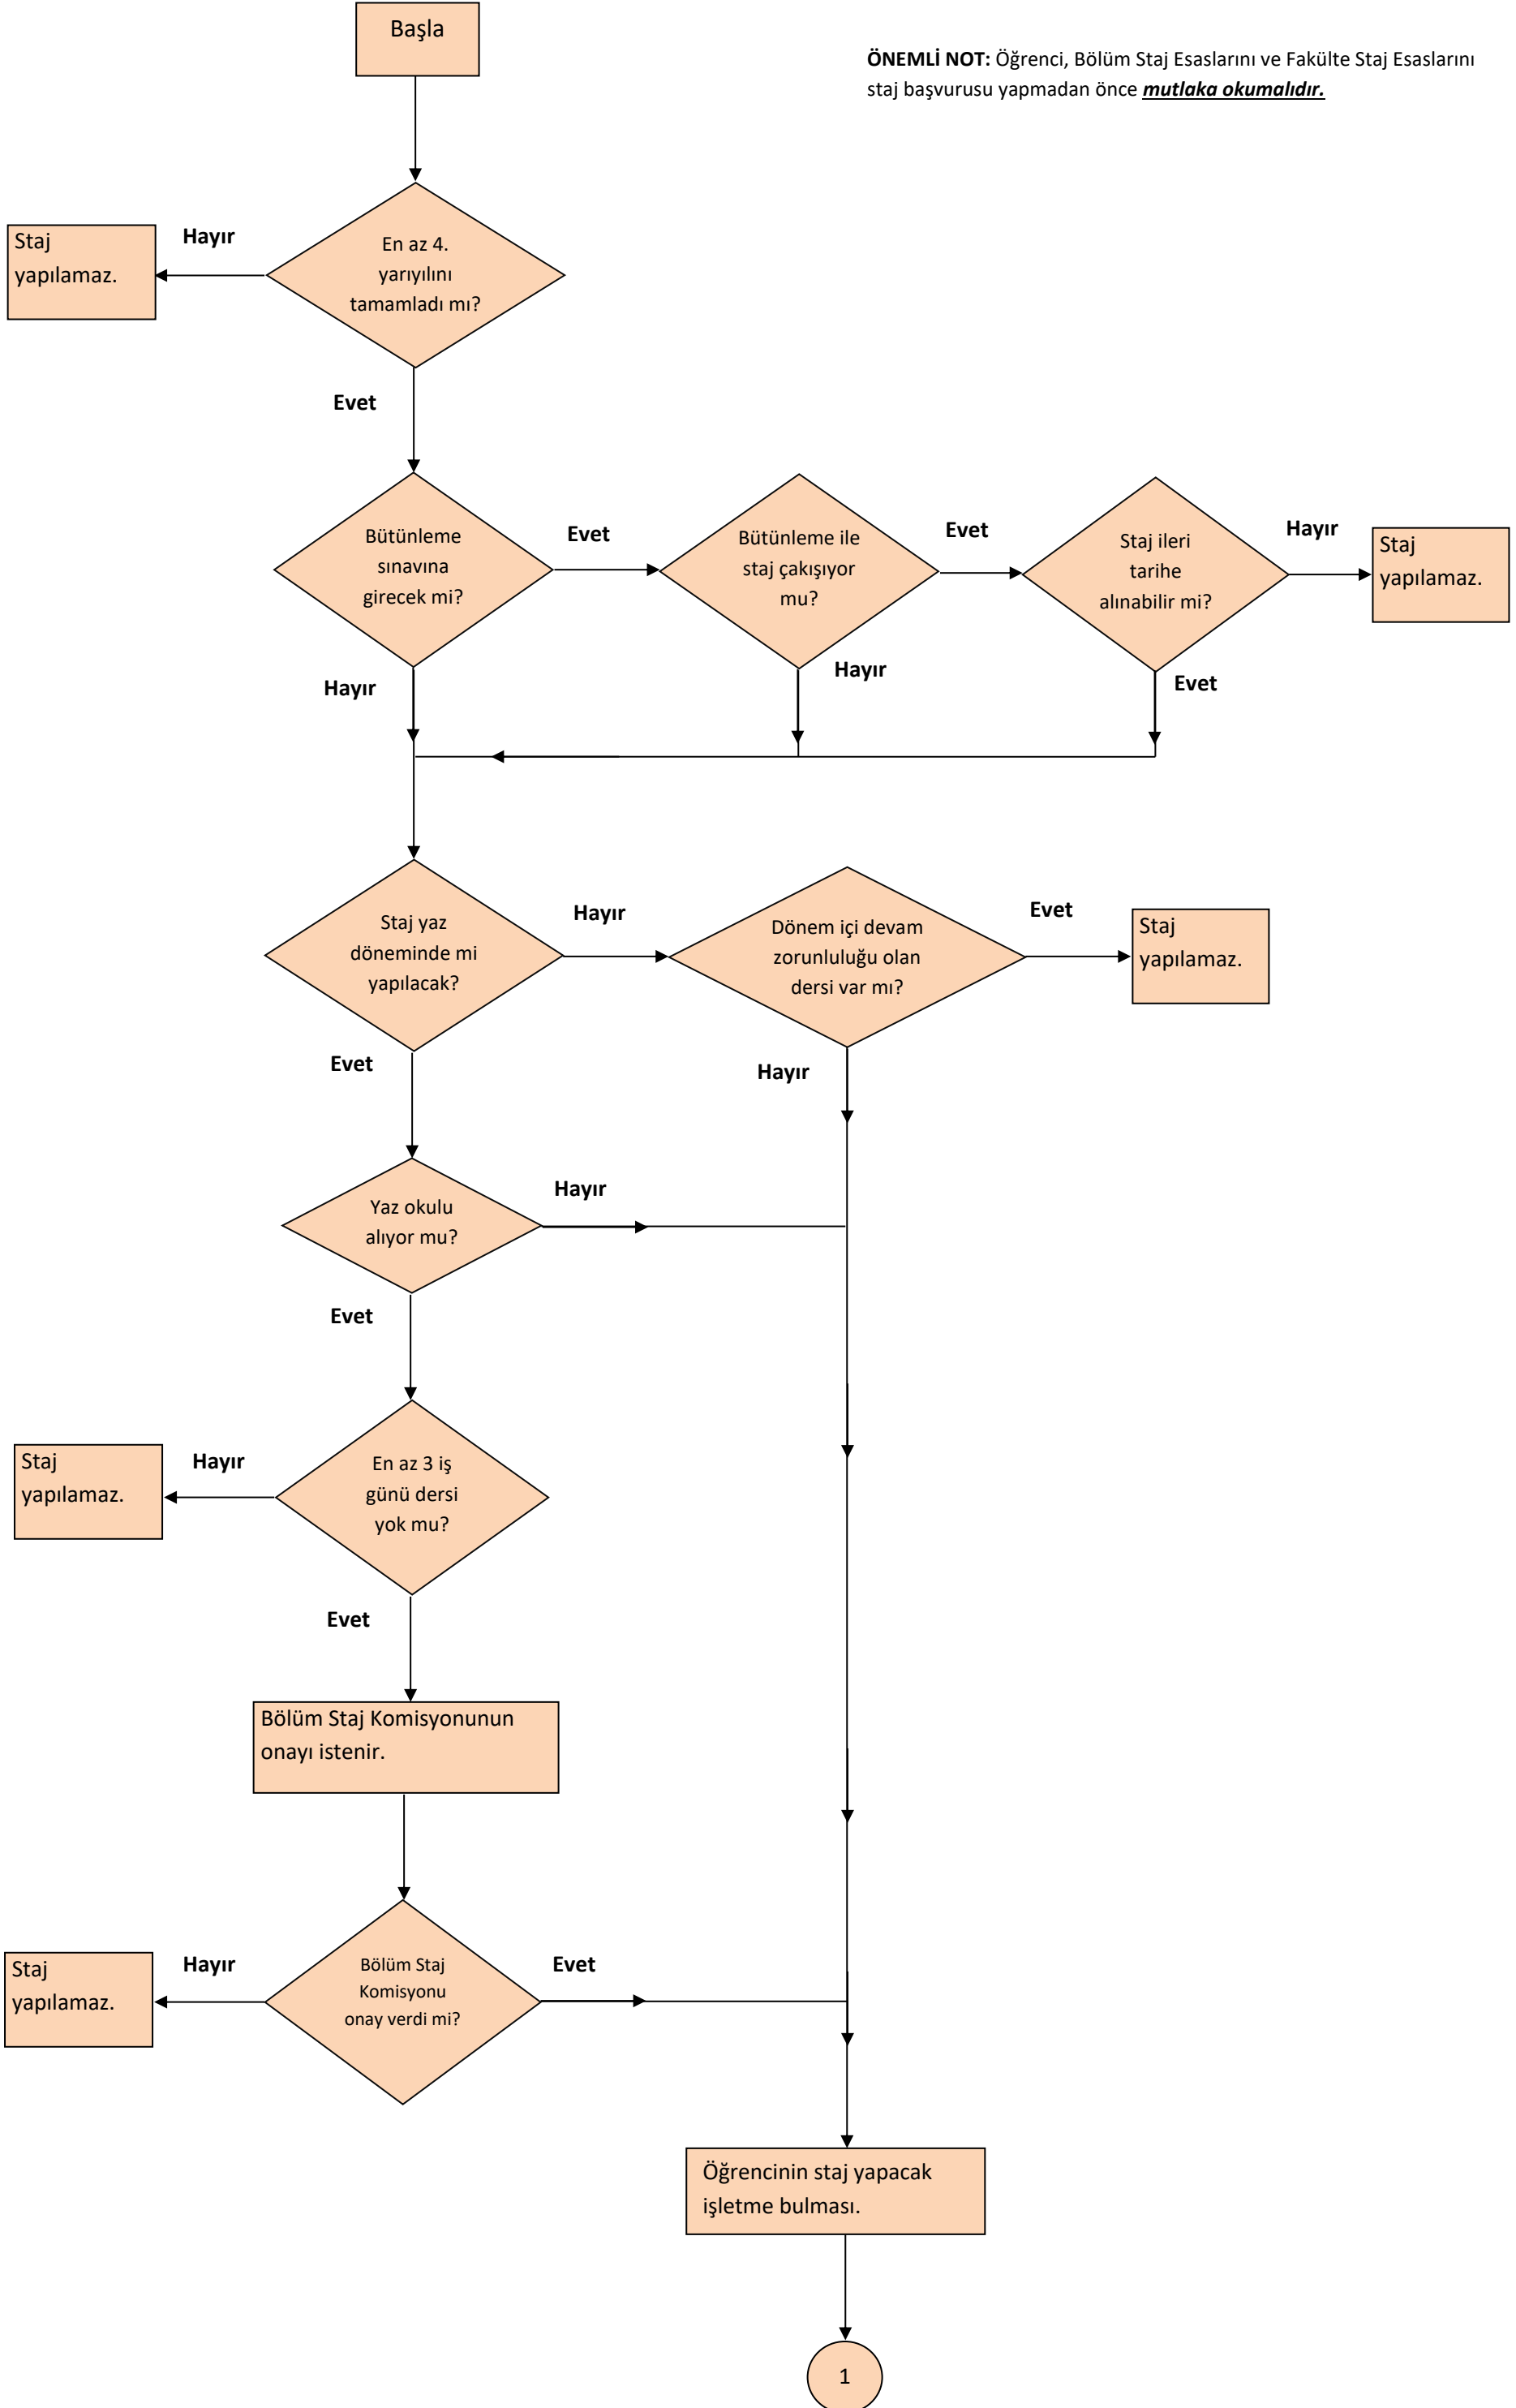 Başla
ÖNEMLİ NOT: Öğrenci, Bölüm Staj Esaslarını ve Fakülte Staj Esaslarını
staj başvurusu yapmadan önce mutlaka okumalıdır.
En az 4.
yarıyılını
tamamladı mı?
Hayır
Staj
yapılamaz.
Evet
Bütünleme
sınavına
girecek mi?
Evet
Bütünleme ile
staj çakışıyor
mu?
Evet
Staj ileri
tarihe
alınabilir mi?
Hayır
Staj
yapılamaz.
Hayır
Hayır
Evet
Staj yaz
döneminde mi
yapılacak?
Hayır
Dönem içi devam
zorunluluğu olan
dersi var mı?
Evet
Staj
yapılamaz.
Evet
Hayır
Yaz okulu
alıyor mu?
Hayır
Evet
En az 3 iş
günü dersi
yok mu?
Hayır
Staj
yapılamaz.
Evet
Bölüm Staj Komisyonunun
onayı istenir.
Bölüm Staj
Komisyonu
onay verdi mi?
Hayır
Staj
yapılamaz.
Evet
Öğrencinin staj yapacak
işletme bulması.
1